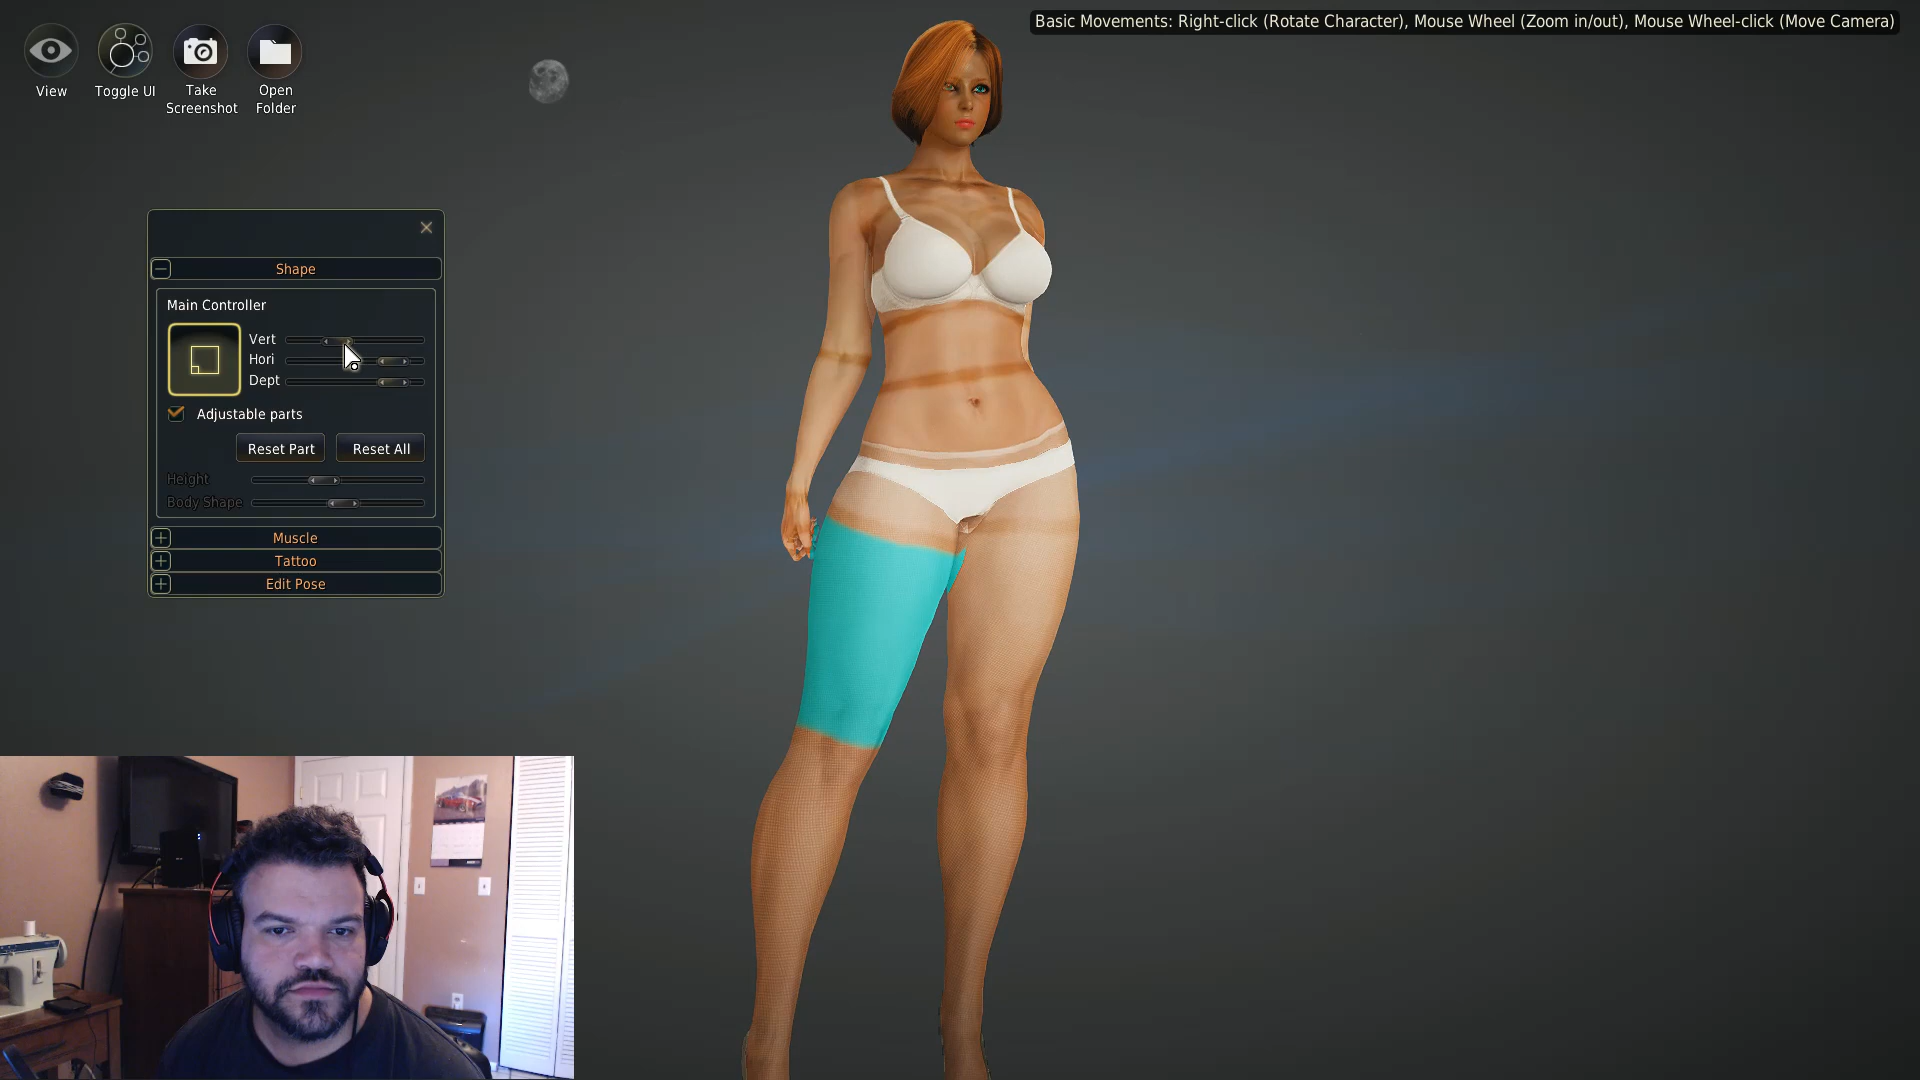 Basic Movements: Right-click (Rotate Character), Mouse Wheel (Zoom in/out), Mouse Wheel-click (Move Camera)
View
Toggle UI
Take
Screenshot
Open
Folder
Shape
Main Controller
Vert
Hori
Dept
Adjustable parts
Reset Part
Reset All
Height
Body Shape
Muscle
Tattoo
Edit Pose